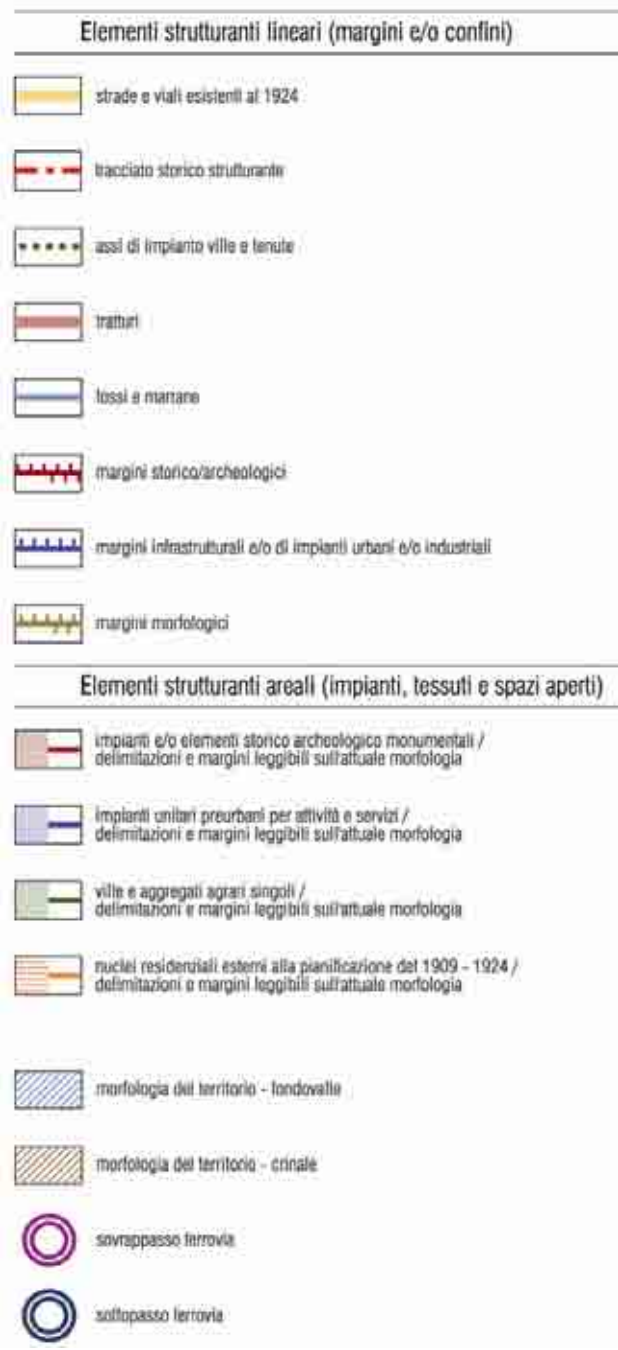 Elementi strutturanti lineari (margini e/o confini)
strade e viali esistenti al 1924
tracciato storico strutturante
assi di impianto ville e tenute
tratturi
fossi e marrane
margini storico/archeologici
margini infrastrutturali e/o di impianti urbani e/o industriali
margini morfologici
Elementi strutturanti areali (impianti, tessuti e spazi aperti)
impianti e/o elementi storico archeologico monumentali /
delimitazioni e margini leggibili sull'attuale morfologia
impianti unitari preurbani per attività e servizi /
delimitazioni e margini leggibili sull'attuale morfologia
ville e aggregati agrari singoli /
delimitazioni e margini leggibili sull'attuale morfologia
nuclei residenziali esterni alla pianificazione del 1909 - 1924 /
delimitazioni e margini leggibili sull'attuale morfologia
morfologia del territorio - fondovalle
morfologia del territorio - crinale
sovrappasso ferrovia
sottopasso ferrovia